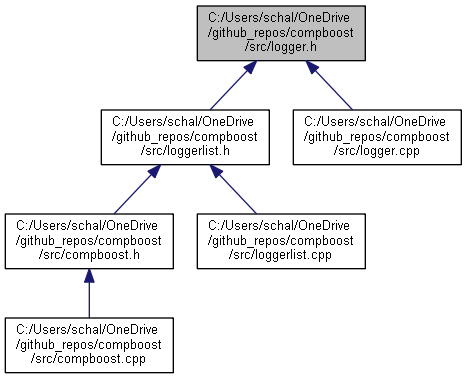 C:/Users/schal/OneDrive
/github_repos/compboost
/src/logger.h
C:/Users/schal/OneDrive
/github_repos/compboost
/src/loggerlist.h
C:/Users/schal/OneDrive
/github_repos/compboost
/src/logger.cpp
C:/Users/schal/OneDrive
/github_repos/compboost
/src/compboost.h
C:/Users/schal/OneDrive
/github_repos/compboost
/src/loggerlist.cpp
C:/Users/schal/OneDrive
/github_repos/compboost
/src/compboost.cpp